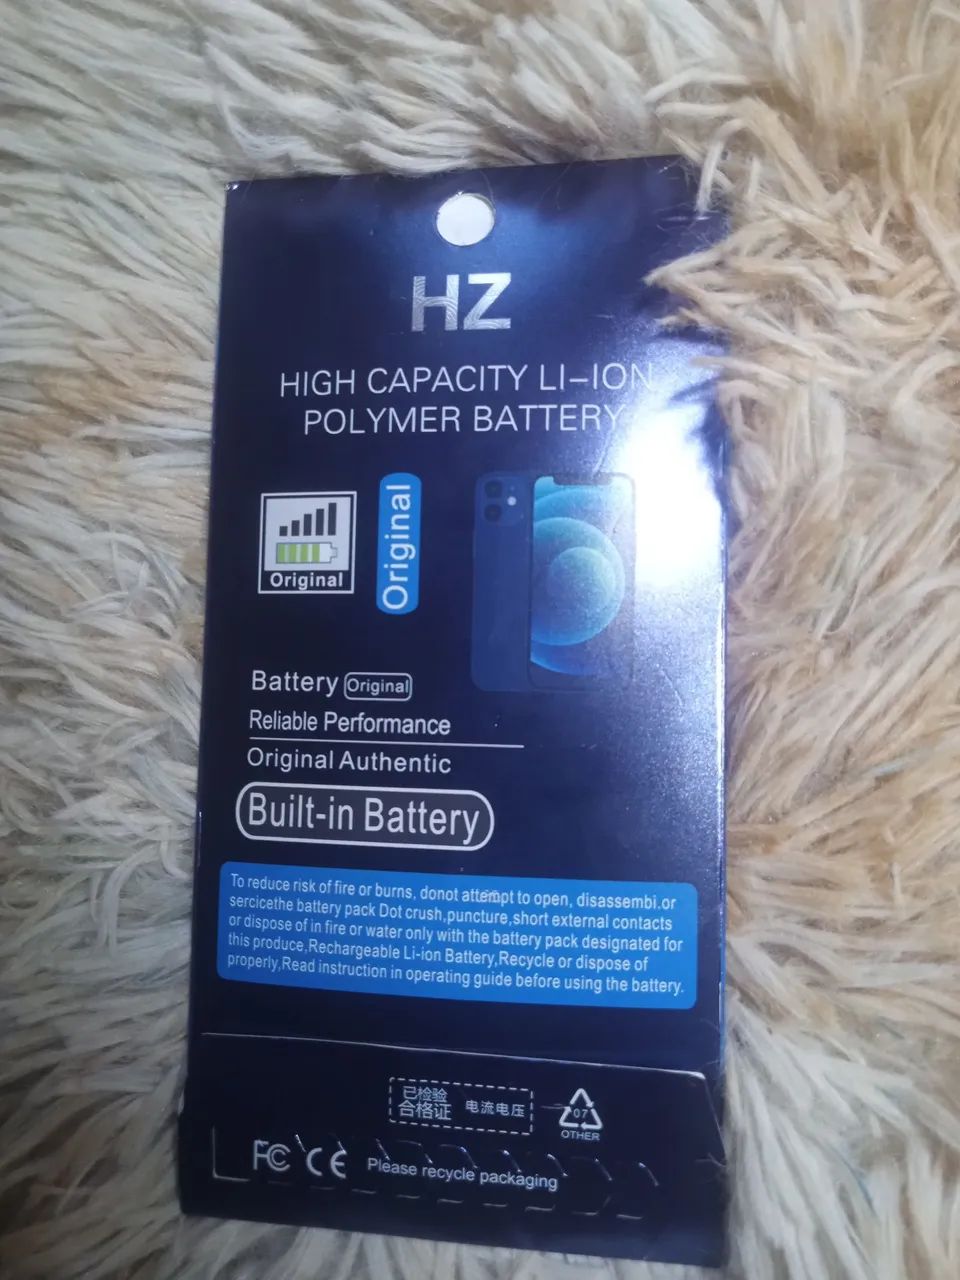 HZ
HIGH CAPACITY LI-ION
POLYMER BATTERY
Original
Original
Battery Original
Reliable Performance
Original Authentic
Built-in Battery
To reduce risk of fire or burns, donot attempt to open, disassembi.or
sercicethe battery pack Dot crush,puncture,short external contacts
or dispose of in fire or water only with the battery pack designated for
this produce,Rechargeable Li-ion Battery,Recycle or dispose of
properly,Read instruction in operating guide before using the battery.
已检验
合格证
电流电压
07
OTHER
FC CE Please recycle packaging